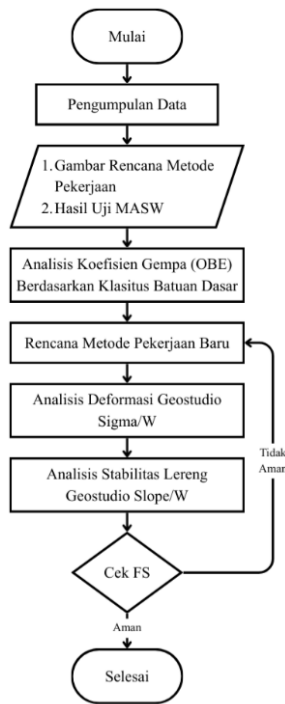 Mulai
Pengumpulan Data
1. Gambar Rencana Metode
Pekerjaan
2. Hasil Uji MASW
Analisis Koefisien Gempa (OBE)
Berdasarkan Klasitus Batuan Dasar
Rencana Metode Pekerjaan Baru
Analisis Deformasi Geostudio
Sigma/W
Analisis Stabilitas Lereng
Geostudio Slope/W
Tidak
Aman
Cek FS
Aman
Selesai